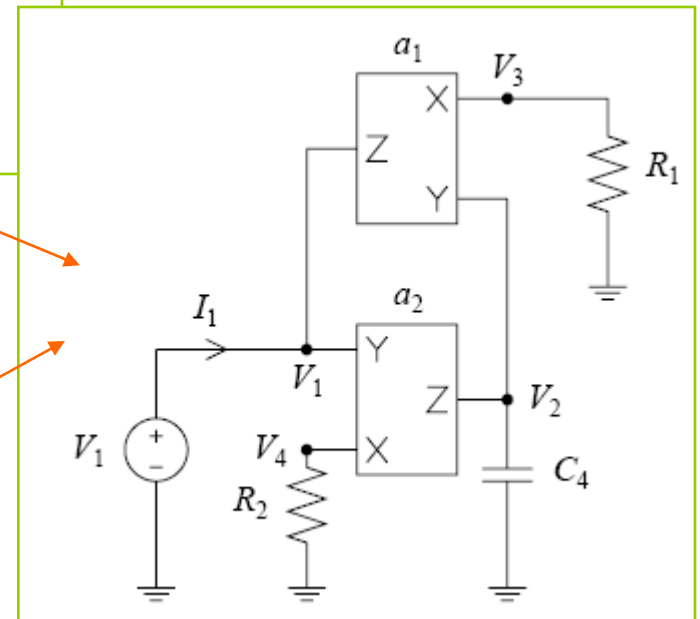 a₁
V₃
X
Z
R₁
Y
I₁
a₂
Y
V₁
Z
V₂
V₁
+
−
V₄
X
C₄
R₂